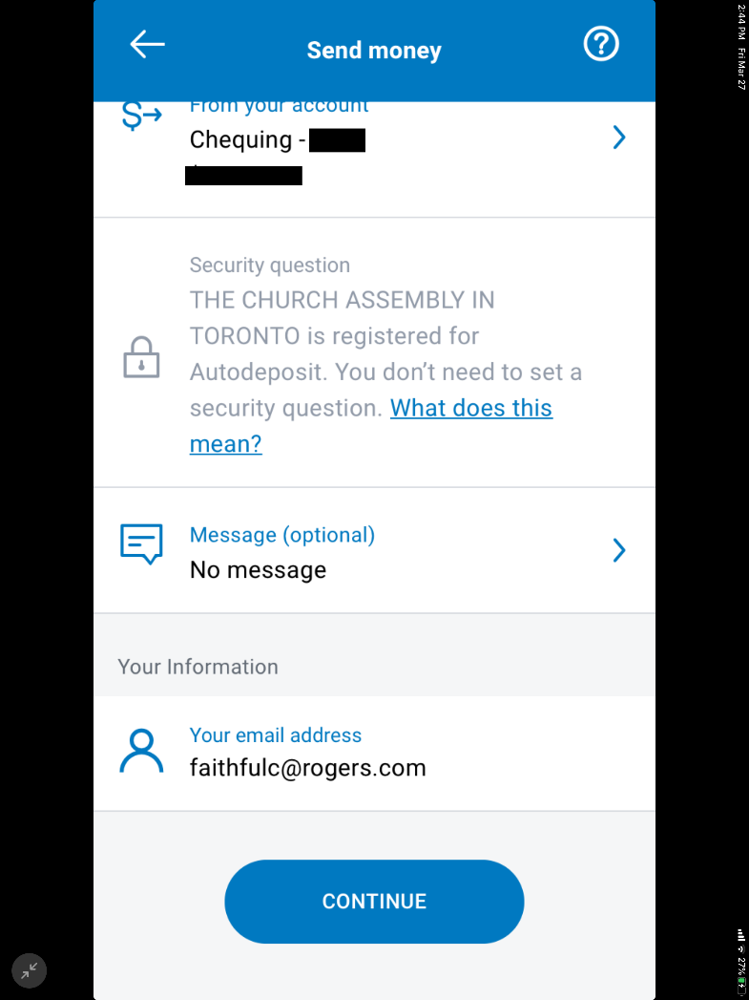 Send money
From your account
Chequing -
Security question
THE CHURCH ASSEMBLY IN
TORONTO is registered for
Autodeposit. You don’t need to set a
security question. What does this
mean?
Message (optional)
No message
Your Information
Your email address
faithfulc@rogers.com
CONTINUE
2:44 PM Fri Mar 27
27%